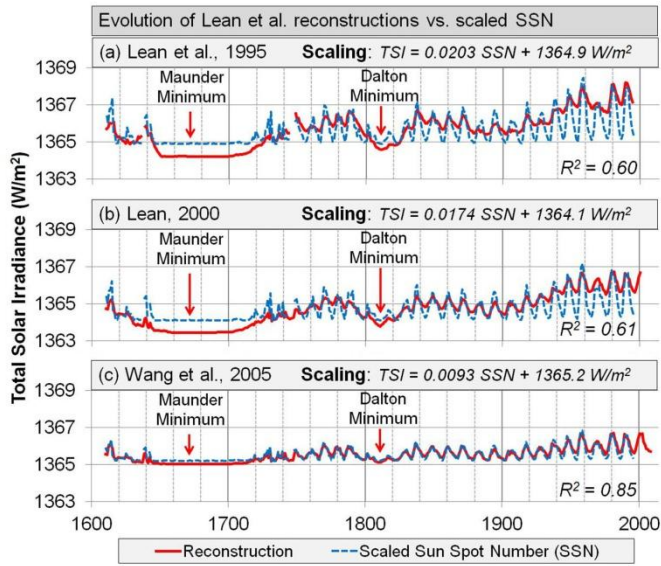 Evolution of Lean et al. reconstructions vs. scaled SSN
(a) Lean et al., 1995 Scaling: TSI = 0.0203 SSN + 1364.9 W/m²
1369
Maunder Minimum
Dalton Minimum
1367
1365
1363
R² = 0.60
(b) Lean, 2000 Scaling: TSI = 0.0174 SSN + 1364.1 W/m²
1369
Maunder Minimum
Dalton Minimum
1367
1365
1363
R² = 0.61
(c) Wang et al., 2005 Scaling: TSI = 0.0093 SSN + 1365.2 W/m²
1369
Maunder Minimum
Dalton Minimum
1367
1365
1363
R² = 0.85
Total Solar Irradiance (W/m²)
1600 1700 1800 1900 2000
Reconstruction Scaled Sun Spot Number (SSN)